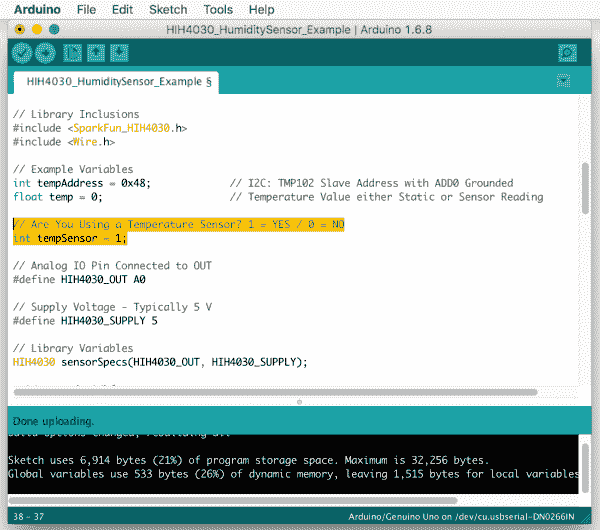 Arduino File Edit Sketch Tools Help
HIH4030_HumiditySensor_Example | Arduino 1.6.8
HIH4030_HumiditySensor_Example §
// Library Inclusions
#include <SparkFun_HIH4030.h>
#include <Wire.h>
// Example Variables
int tempAddress = 0x48; // I2C: TMP102 Slave Address with ADD0 Grounded
float temp = 0; // Temperature Value either Static or Sensor Reading
// Are You Using a Temperature Sensor? 1 = YES / 0 = NO
int tempSensor = 1;
// Analog IO Pin Connected to OUT
#define HIH4030_OUT A0
// Supply Voltage - Typically 5 V
#define HIH4030_SUPPLY 5
// Library Variables
HIH4030 sensorSpecs(HIH4030_OUT, HIH4030_SUPPLY);
Done uploading.
Sketch uses 6,914 bytes (21%) of program storage space. Maximum is 32,256 bytes.
Global variables use 533 bytes (26%) of dynamic memory, leaving 1,515 bytes for local variables
38 - 37 Arduino/Genuino Uno on /dev/cu.usbserial-DN0266IN